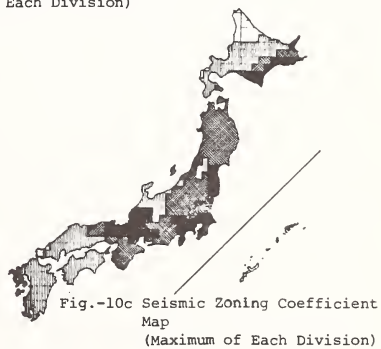 Each Division)
Fig.-10c Seismic Zoning Coefficient
Map
(Maximum of Each Division)